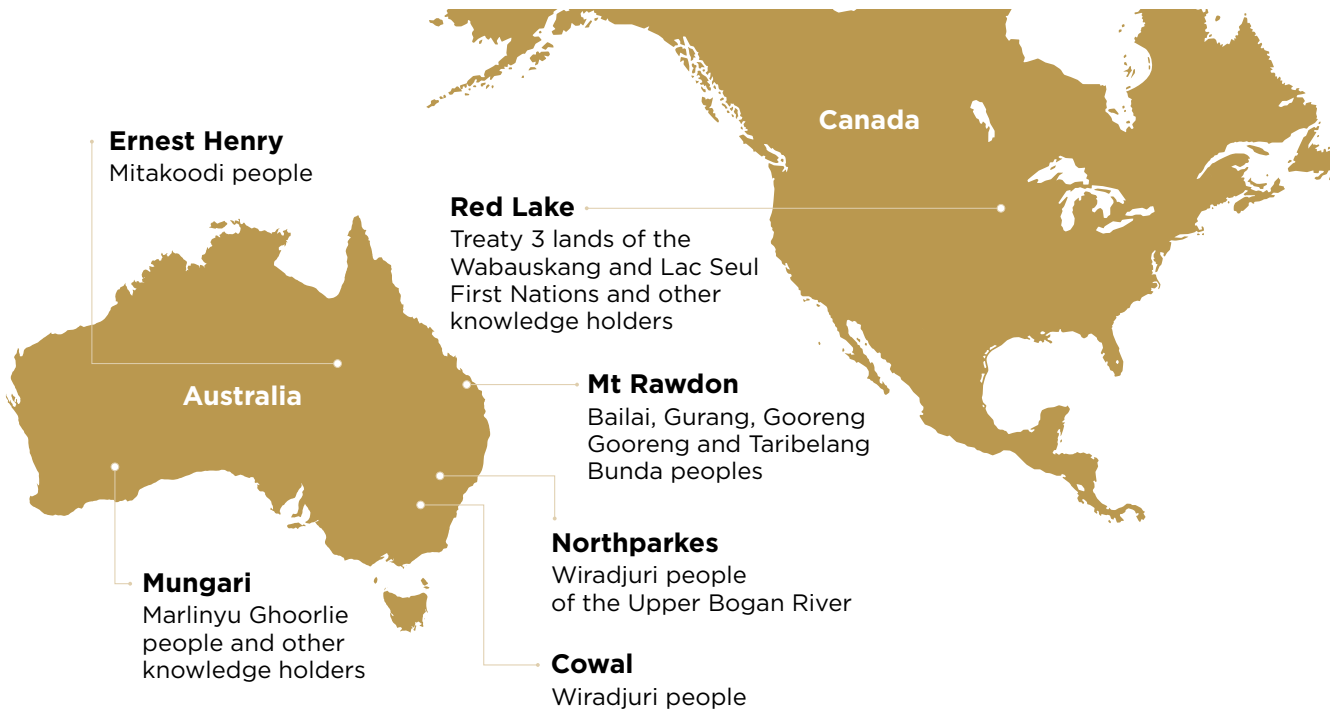 Canada
Ernest Henry
Mitakoodi people
Red Lake
Treaty 3 lands of the
Wabauskang and Lac Seul
First Nations and other
knowledge holders
Australia
Mt Rawdon
Bailai, Gurang, Gooreng
Gooreng and Taribelang
Bunda peoples
Northparkes
Wiradjuri people
of the Upper Bogan River
Mungari
Marlinyu Ghoorlie
people and other
knowledge holders
Cowal
Wiradjuri people